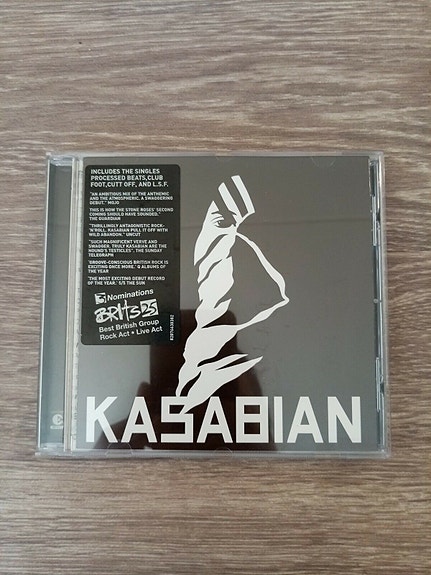 INCLUDES THE SINGLES
PROCESSED BEATS,CLUB
FOOT,CUTT OFF, AND L.S.F.
"AN AMBITIOUS MIX OF THE ANTHEMIC
AND THE ATMOSPHERIC. A SWAGGERING
DEBUT." MOJO
THIS IS NOW THE STONE ROSES' SECOND
COMING SHOULD HAVE SOUNDED."
THE GUARDIAN
"THRILLINGLY ANTAGONISTIC ROCK-
'N'ROLL. KASABIAN PULL IT OFF WITH
WILD ABANDON." UNCUT
"SUCH MAGNIFICENT VERVE AND
SWAGGER. TRULY KASABIAN ARE THE
HOUND'S TESTICLES". THE SUNDAY
TELEGRAPH
'GROOVE-CONSCIOUS BRITISH ROCK IS
EXCITING ONCE MORE." Q ALBUMS OF
THE YEAR
'THE MOST EXCITING DEBUT RECORD
OF THE YEAR.' 5/5 THE SUN
3 Nominations
BRITs 25
Best British Group
Rock Act • Live Act
KASABIAN